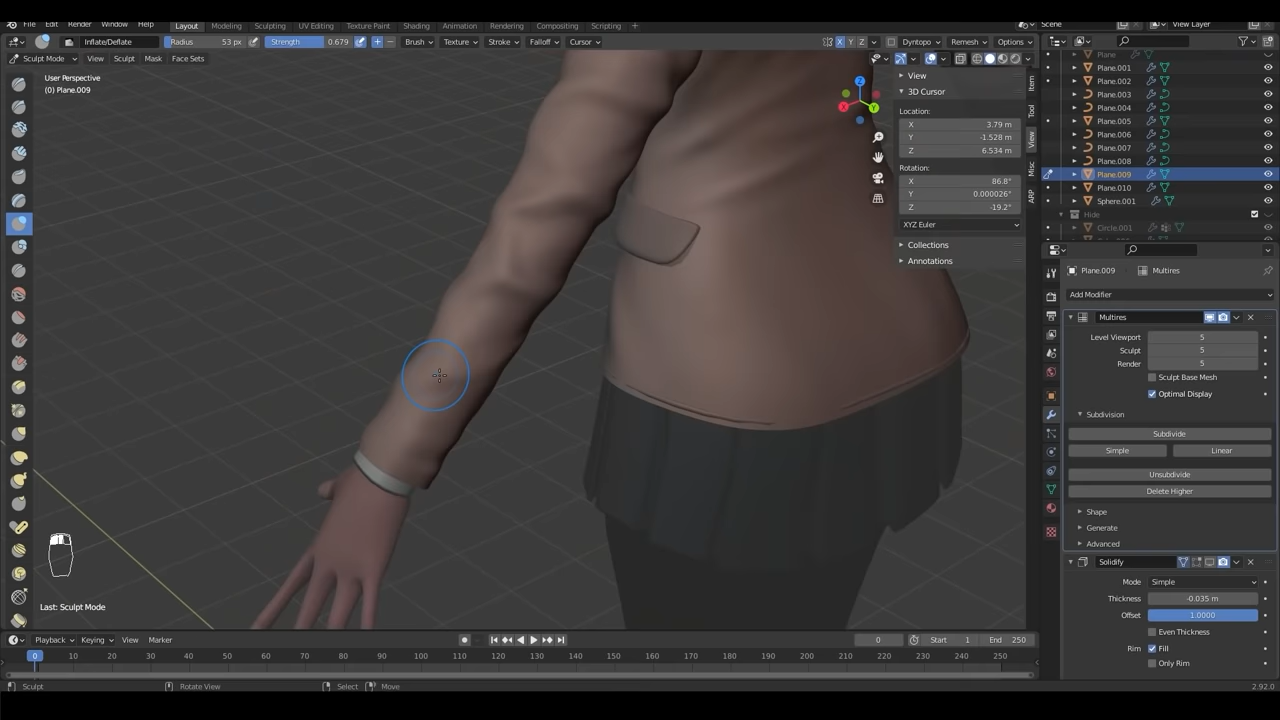 File Edit Render Window Help Layout Modeling Sculpting UV Editing Texture Paint Shading Animation Rendering Compositing Scripting + Scene View Layer
Inflate/Deflate Radius 53 px Strength 0.679 Brush Texture Stroke Falloff Cursor X Y Z Dyntopo Remesh Options
Sculpt Mode View Sculpt Mask Face Sets
User Perspective
(0) Plane.009
View
3D Cursor
Location:
X 3.79 m
Y -1.528 m
Z 6.534 m
Rotation:
X 86.8°
Y 0.000026°
Z -19.2°
XYZ Euler
Collections
Annotations
Item
Tool
View
Misc
ARP
Z
X
Y
Plane
Plane.001
Plane.002
Plane.003
Plane.004
Plane.005
Plane.006
Plane.007
Plane.008
Plane.009
Plane.010
Sphere.001
Hide
Circle.001
Plane.009 Multires
Add Modifier
Multires
Level Viewport 5
Sculpt 5
Render 5
Sculpt Base Mesh
Optimal Display
Subdivision
Subdivide
Simple Linear
Unsubdivide
Delete Higher
Shape
Generate
Advanced
Solidify
Mode Simple
Thickness -0.035 m
Offset 1.0000
Even Thickness
Rim Fill
Only Rim
Last: Sculpt Mode
Playback Keying View Marker 0 Start 1 End 250
0 10 20 30 40 50 60 70 80 90 100 110 120 130 140 150 160 170 180 190 200 210 220 230 240 250
Sculpt Rotate View Select Move 2.92.0